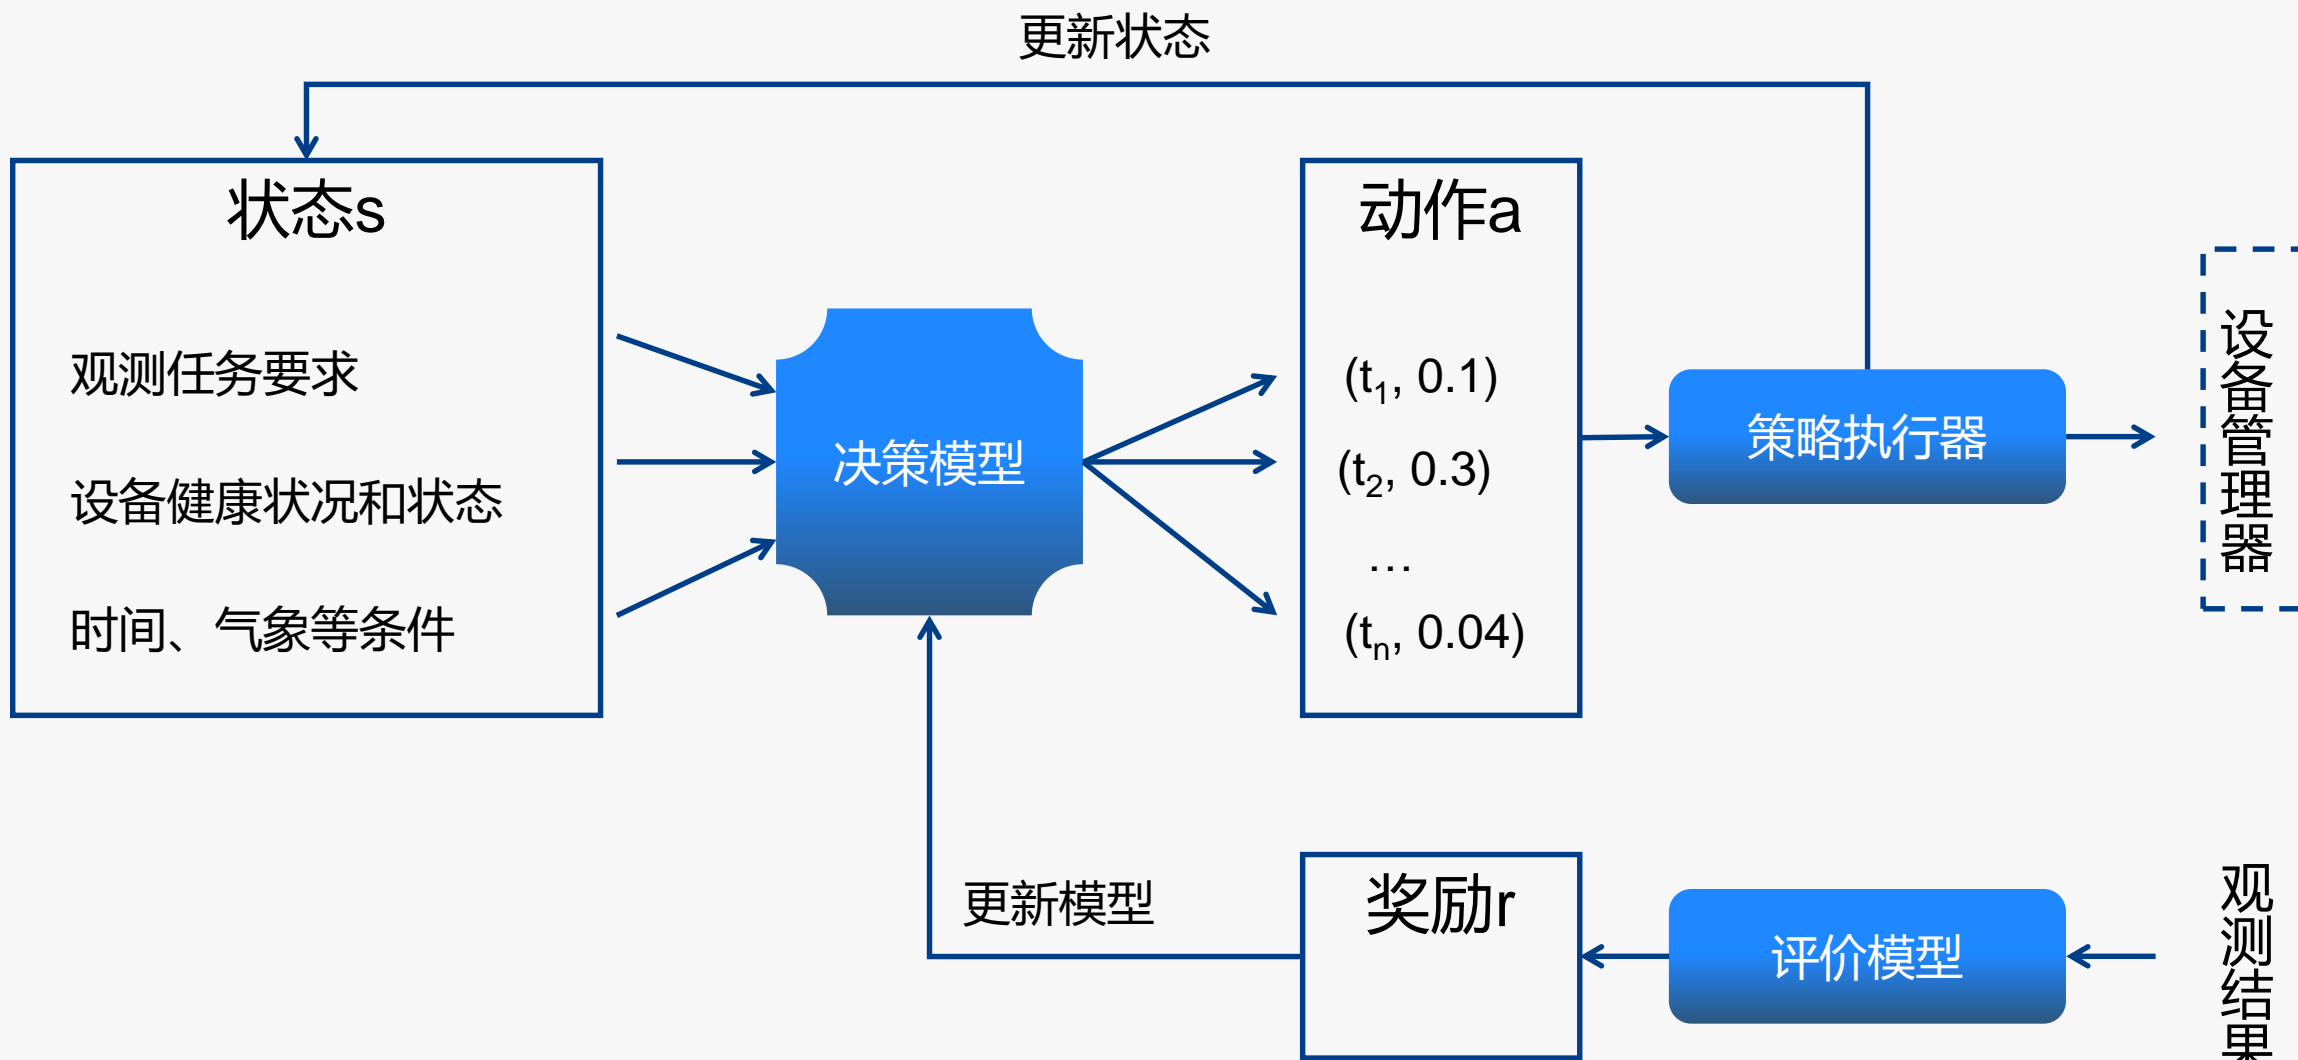 更新状态
状态s
观测任务要求
设备健康状况和状态
时间、气象等条件
决策模型
动作a
(t₁, 0.1)
(t₂, 0.3)
…
(tₙ, 0.04)
策略执行器
设备管理器
更新模型
奖励r
评价模型
观测结果